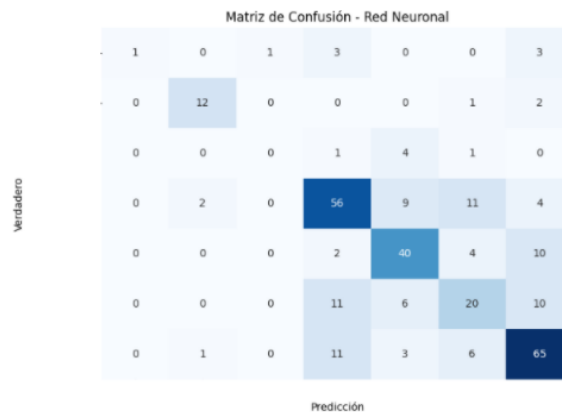 Matriz de Confusión - Red Neuronal
1 0 1 3 0 0 3
0 12 0 0 0 1 2
0 0 0 1 4 1 0
Verdadero
0 2 0 56 9 11 4
0 0 0 2 40 4 10
0 0 0 11 6 20 10
0 1 0 11 3 6 65
Predicción